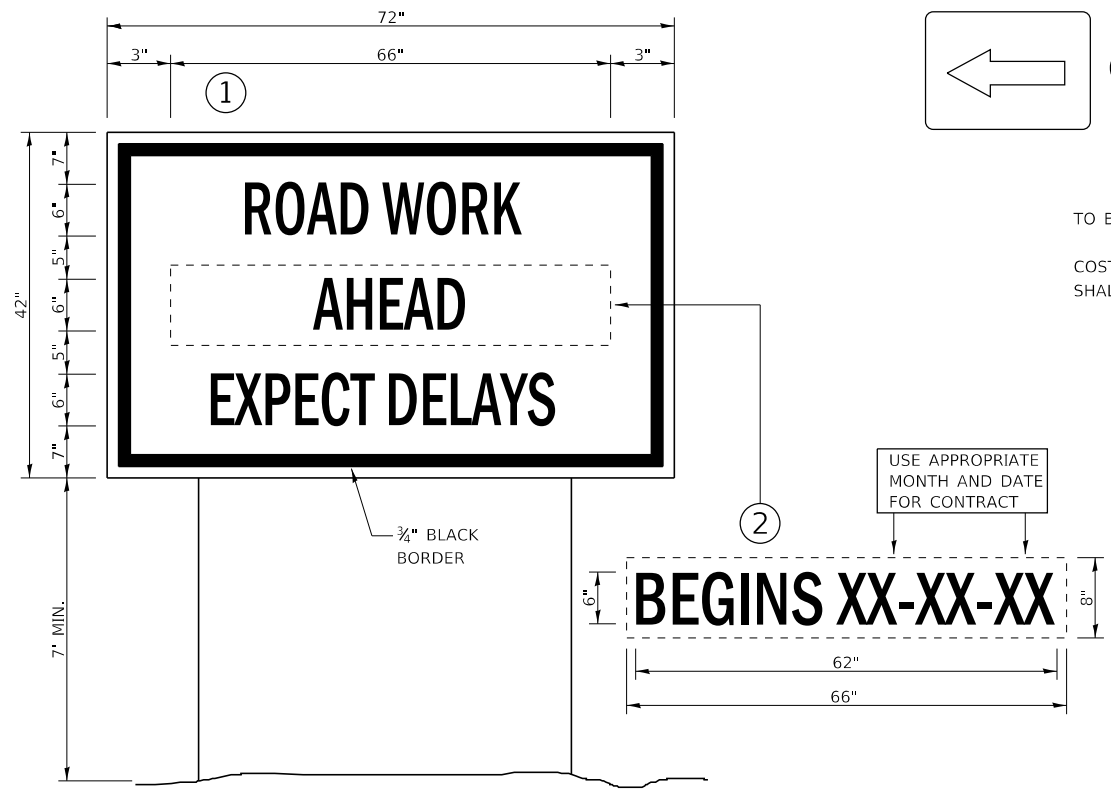 72"
3" 66" 3"
1
7"
6"
5"
6"
5"
6"
7"
42"
ROAD WORK
AHEAD
EXPECT DELAYS
¾" BLACK
BORDER
7' MIN.
2
TO
COST
USE APPROPRIATE
MONTH AND DATE
FOR CONTRACT
6"
BEGINS XX-XX-XX
8"
62"
66"